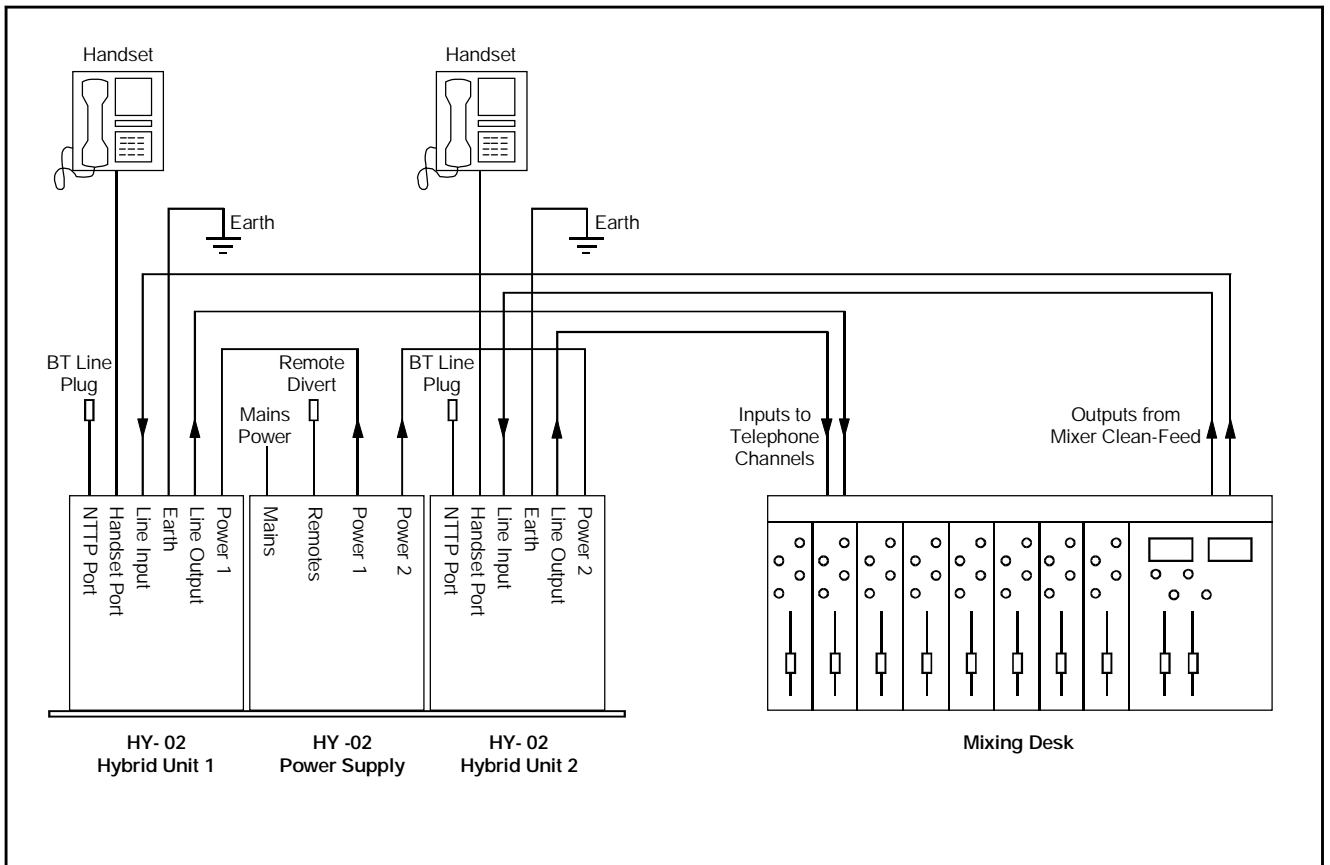 Handset
Handset
Earth
Earth
BT Line
Plug
Remote
Divert
BT Line
Plug
Mains
Power
Inputs to
Telephone
Channels
Outputs from
Mixer Clean-Feed
NTTP Port
Handset Port
Line Input
Earth
Line Output
Power 1
Mains
Remotes
Power 1
Power 2
NTTP Port
Handset Port
Line Input
Earth
Line Output
Power 2
HY- 02
Hybrid Unit 1
HY -02
Power Supply
HY- 02
Hybrid Unit 2
Mixing Desk